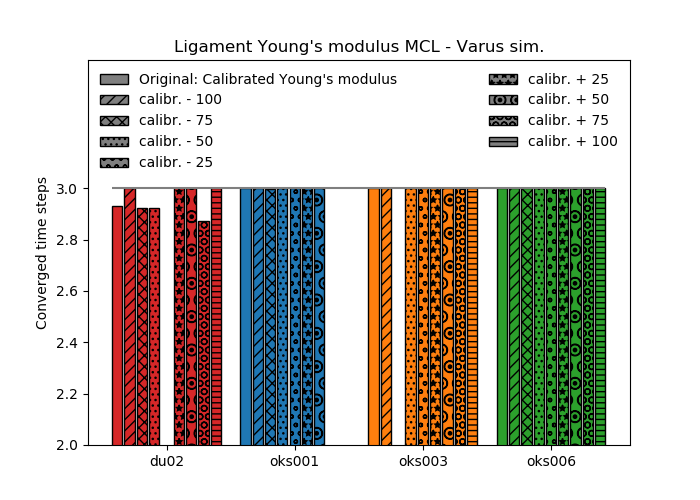 Ligament Young's modulus MCL - Varus sim.
Original: Calibrated Young's modulus
calibr. - 100
calibr. - 75
calibr. - 50
calibr. - 25
calibr. + 25
calibr. + 50
calibr. + 75
calibr. + 100
Converged time steps
3.0
2.8
2.6
2.4
2.2
2.0
du02
oks001
oks003
oks006